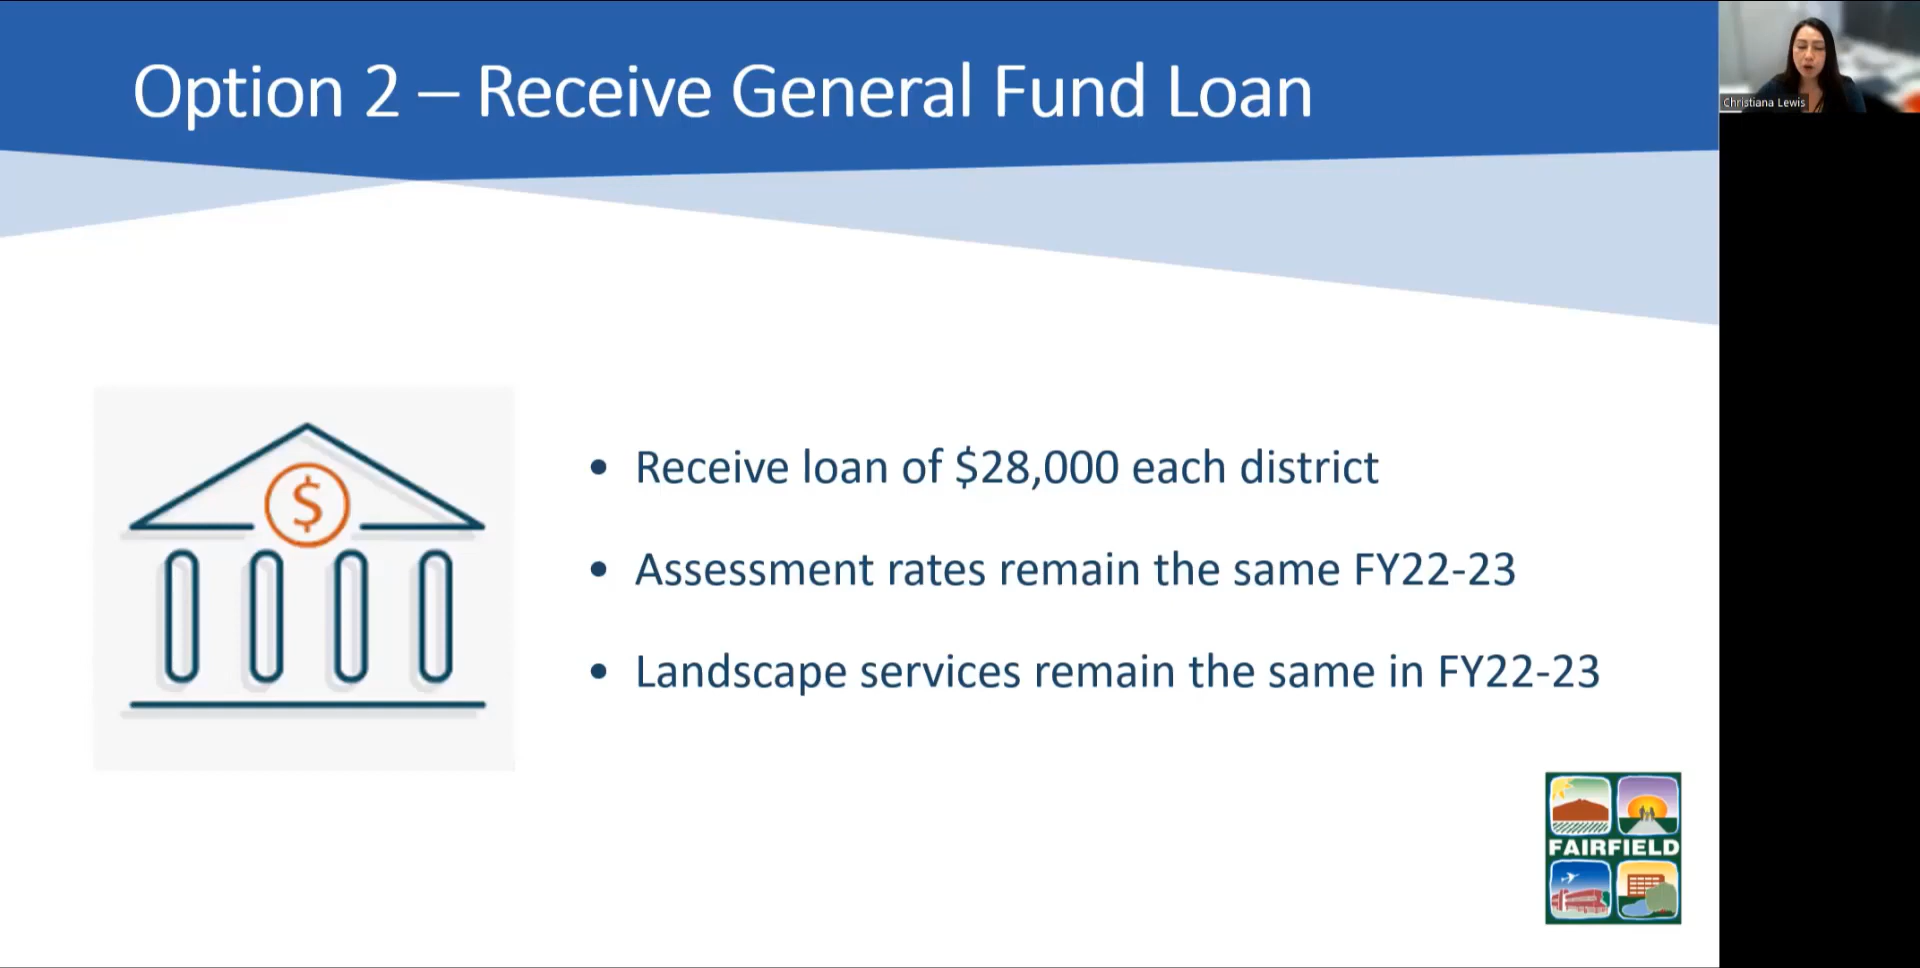 Option 2 – Receive General Fund Loan
Christiana Lewis
$
• Receive loan of $28,000 each district
• Assessment rates remain the same FY22-23
• Landscape services remain the same in FY22-23
FAIRFIELD